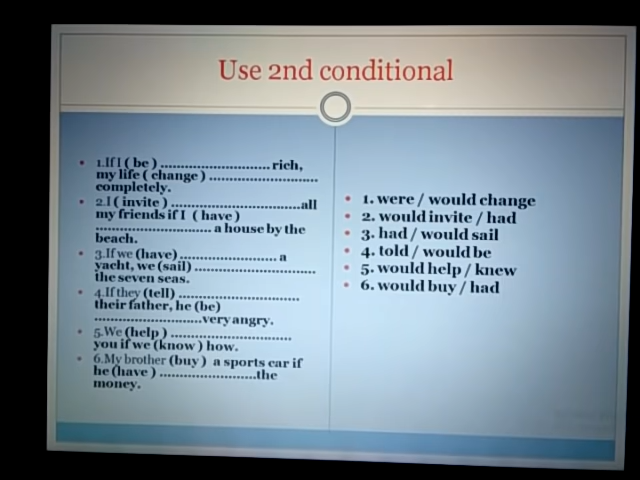 Use 2nd conditional
1.If I ( be ) ............................. rich,
my life ( change ) .............................
completely.
2.I ( invite ) ..................................all
my friends if I ( have )
.............................. a house by the
beach.
3.If we (have).......................... a
yacht, we (sail) ................................
the seven seas.
4.If they (tell) ................................
their father, he (be)
............................very angry.
5.We (help ) ................................
you if we (know ) how.
6.My brother (buy ) a sports car if
he (have ) .........................the
money.
1. were / would change
2. would invite / had
3. had / would sail
4. told / would be
5. would help / knew
6. would buy / had